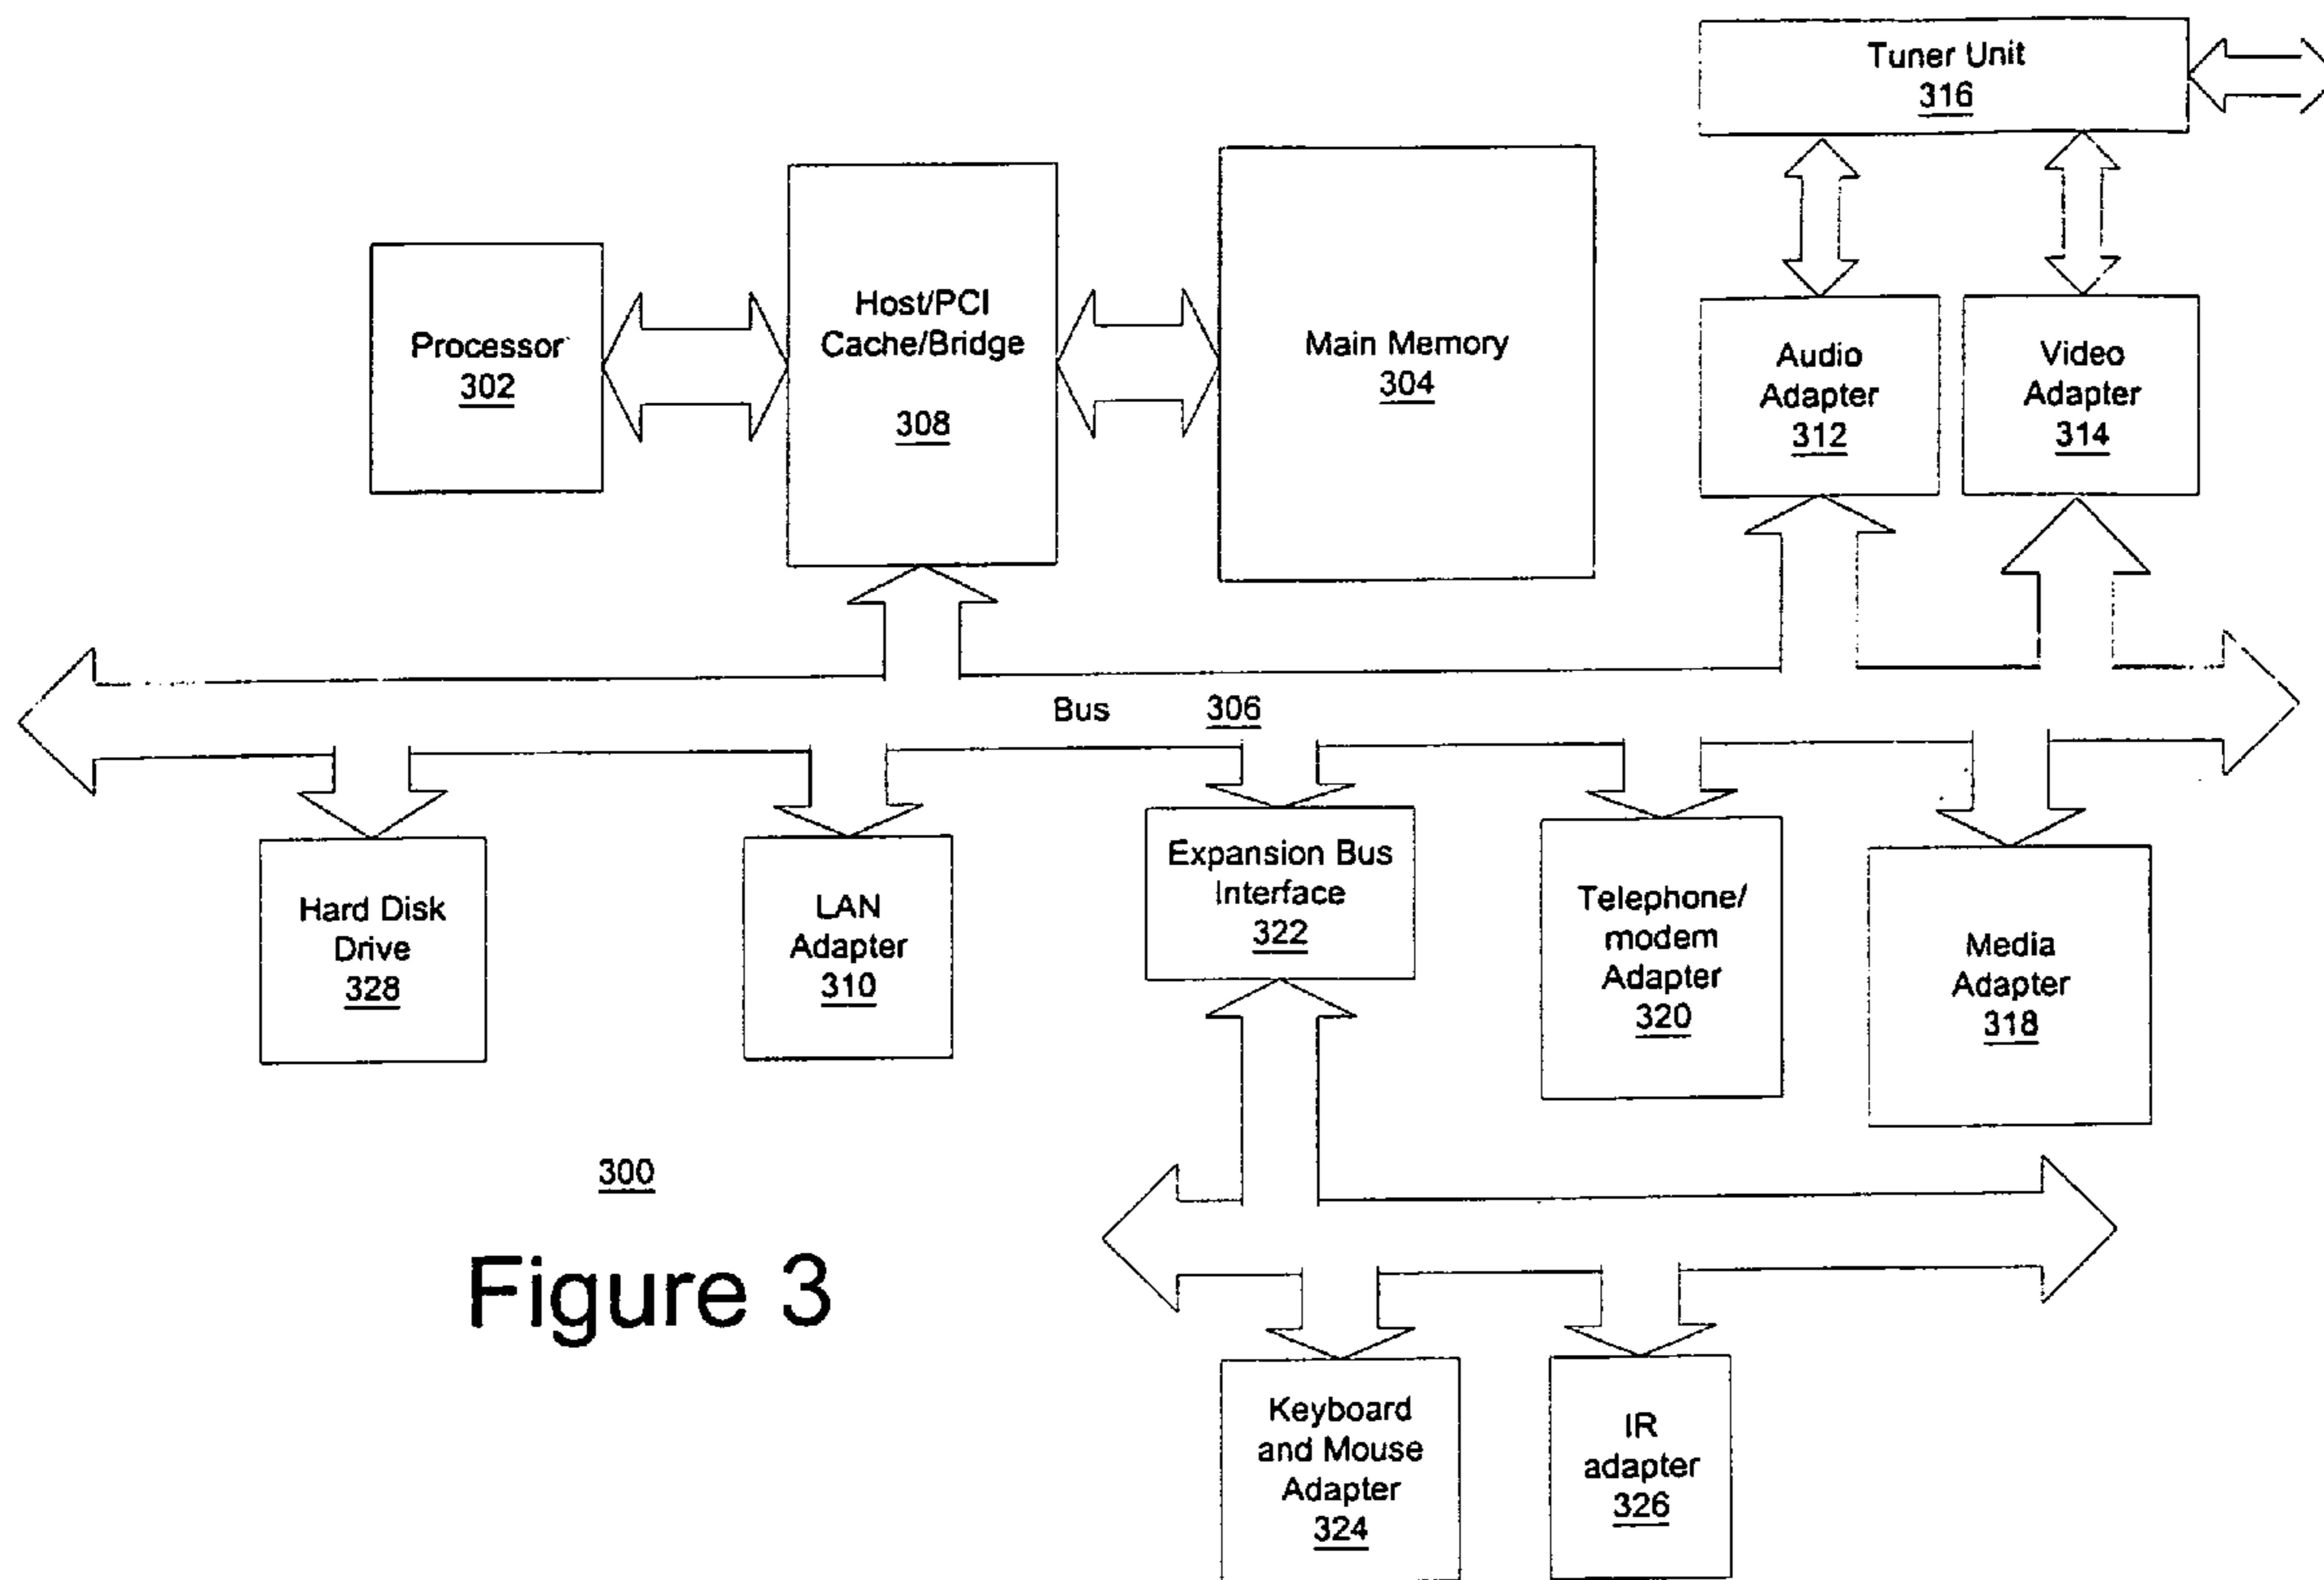 Tuner Unit
316
Processor
302
Host/PCI
Cache/Bridge
308
Main Memory
304
Audio
Adapter
312
Video
Adapter
314
Bus 306
Hard Disk
Drive
328
LAN
Adapter
310
Expansion Bus
Interface
322
Telephone/
modem
Adapter
320
Media
Adapter
318
300
Figure 3
Keyboard
and Mouse
Adapter
324
IR
adapter
326